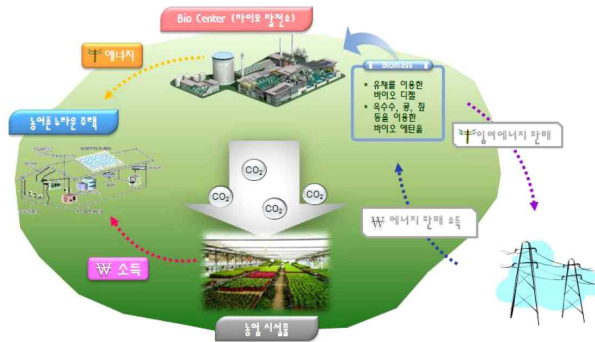 Bio Center (바이오 발전소)
에너지
Biomass
• 유채를 이용한
바이오 디젤
• 옥수수, 콩, 짚
등을 이용한
바이오 에탄올
농어촌 뉴타운 주택
잉여에너지 판매
CO₂
CO₂
CO₂
CO₂
₩ 에너지 판매 소득
₩ 소득
농업 시설물